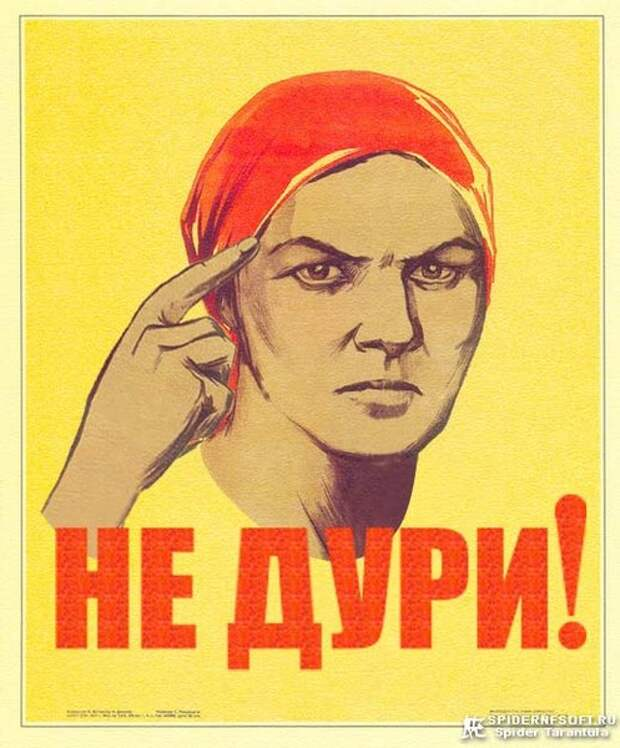 НЕ ДУРИ!
SPIDERNFSOFT.RU
Spider Tarantula